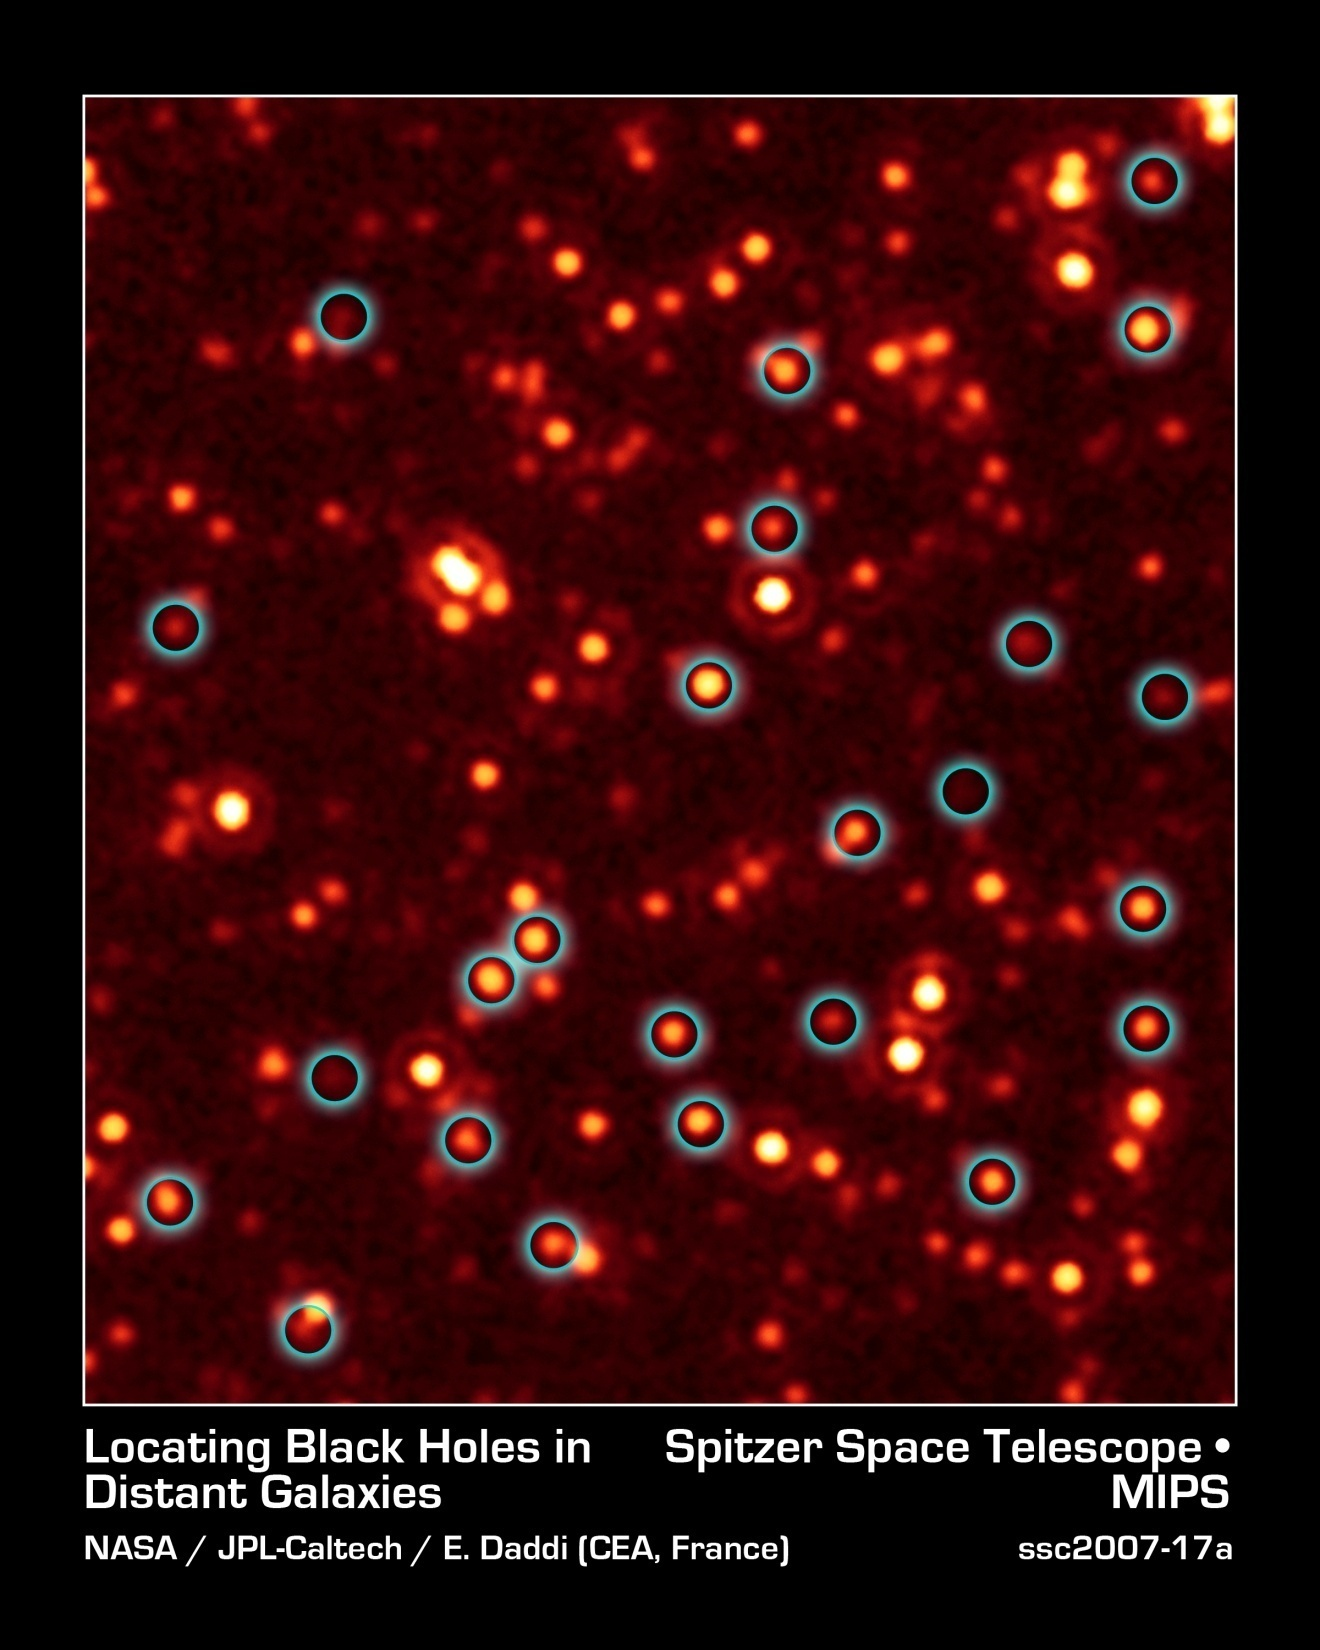 Locating Black Holes in
Distant Galaxies
Spitzer Space Telescope •
MIPS
NASA / JPL-Caltech / E. Daddi (CEA, France)
ssc2007-17a